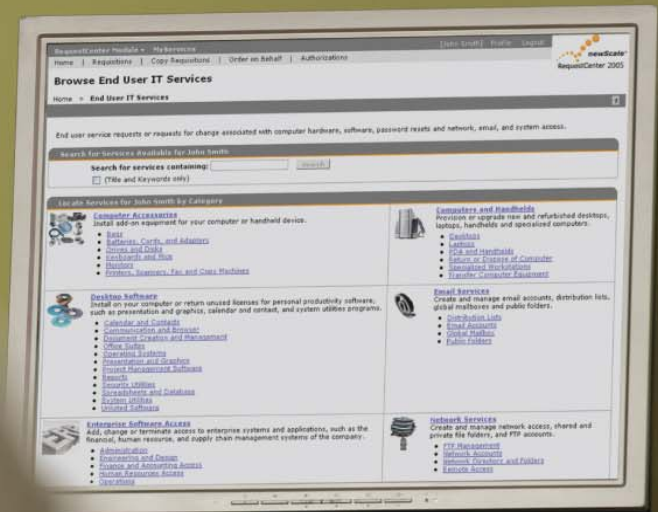 RequestCenter Module ▾ MyServices
[John Smith] Profile Logout
newScale
Home | Requisitions | Copy Requisitions | Order on Behalf | Authorizations
RequestCenter 2005
Browse End User IT Services
Home » End User IT Services
End user service requests or requests for change associated with computer hardware, software, password resets and network, email, and system access.
Search for Services Available for John Smith
Search for services containing: Search
(Title and Keywords only)
Locate Services for John Smith by Category
Computer Accessories
Install add-on equipment for your computer or handheld device.
• Bags
• Batteries, Cords, and Adapters
• Drives and Disks
• Keyboards and Mice
• Monitors
• Printers, Scanners, Fax and Copy Machines
Computers and Handhelds
Provision or upgrade new and refurbished desktops,
laptops, handhelds and specialized computers.
• Desktops
• Laptops
• PDA and Handhelds
• Return or Dispose of Computer
• Specialized Workstations
• Transfer Computer Equipment
Desktop Software
Install on your computer or return unused licenses for personal productivity software,
such as presentation and graphics, calendar and contact, and system utilities programs.
• Calendar and Contacts
• Communication and Browser
• Document Creation and Management
• Office Suites
• Operating Systems
• Presentation and Graphics
• Project Management Software
• Reports
• Security Utilities
• Spreadsheets and Database
• System Utilities
• Unlisted Software
Email Services
Create and manage email accounts, distribution lists,
global mailboxes and public folders.
• Distribution Lists
• Email Accounts
• Global Mailbox
• Public Folders
Enterprise Software Access
Add, change or terminate access to enterprise systems and applications, such as the
financial, human resource, and supply chain management systems of the company.
• Administration
• Engineering and Design
• Finance and Accounting Access
• Human Resources Access
• Operations
Network Services
Create and manage network access, shared and
private file folders, and FTP accounts.
• FTP Management
• Network Accounts
• Network Directory and Folders
• Remote Access